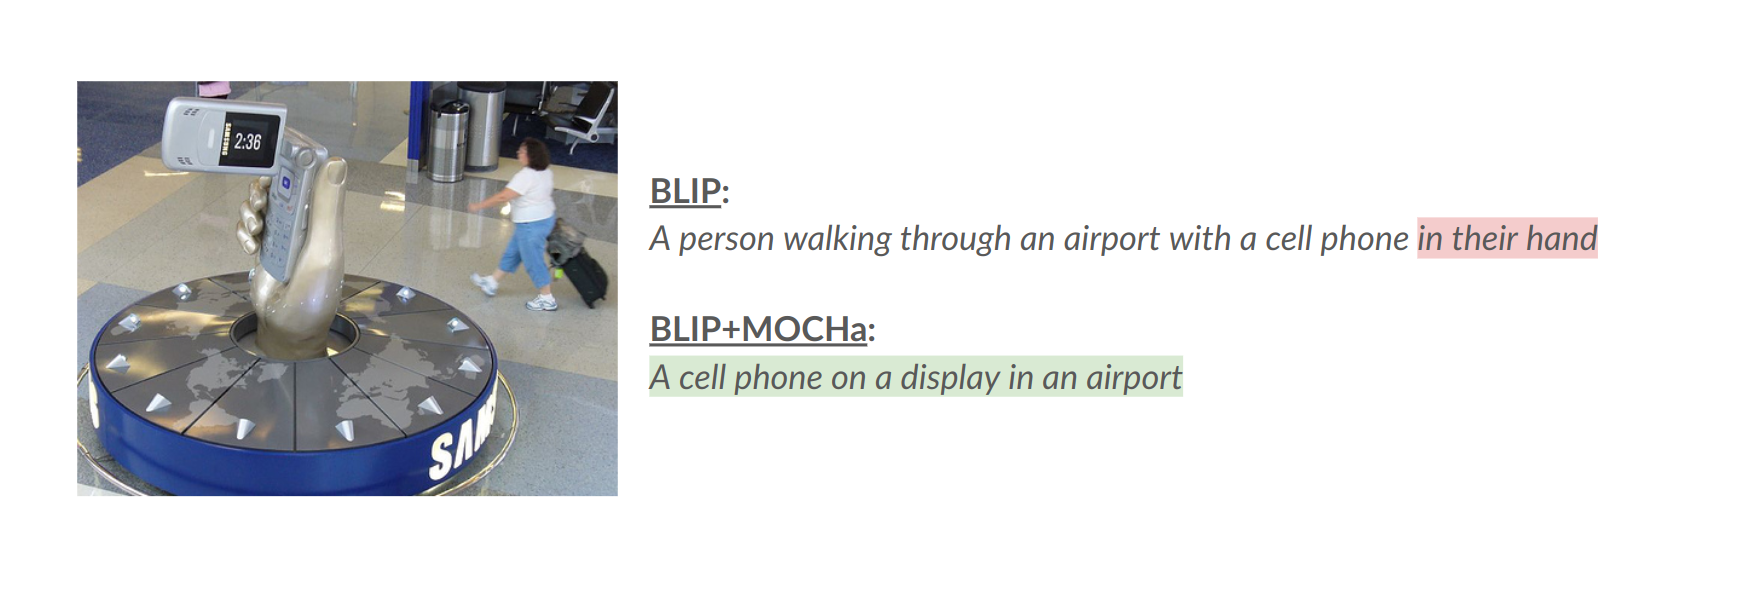 SAMSUNG
2:36
SAM
BLIP:
A person walking through an airport with a cell phone in their hand
BLIP+MOCHa:
A cell phone on a display in an airport